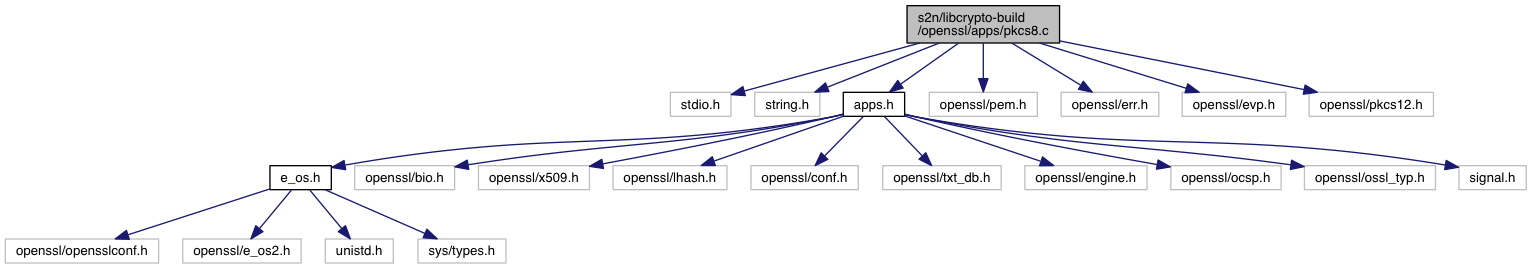 s2n/libcrypto-build
/openssl/apps/pkcs8.c
stdio.h
string.h
apps.h
openssl/pem.h
openssl/err.h
openssl/evp.h
openssl/pkcs12.h
e_os.h
openssl/bio.h
openssl/x509.h
openssl/lhash.h
openssl/conf.h
openssl/txt_db.h
openssl/engine.h
openssl/ocsp.h
openssl/ossl_typ.h
signal.h
openssl/opensslconf.h
openssl/e_os2.h
unistd.h
sys/types.h